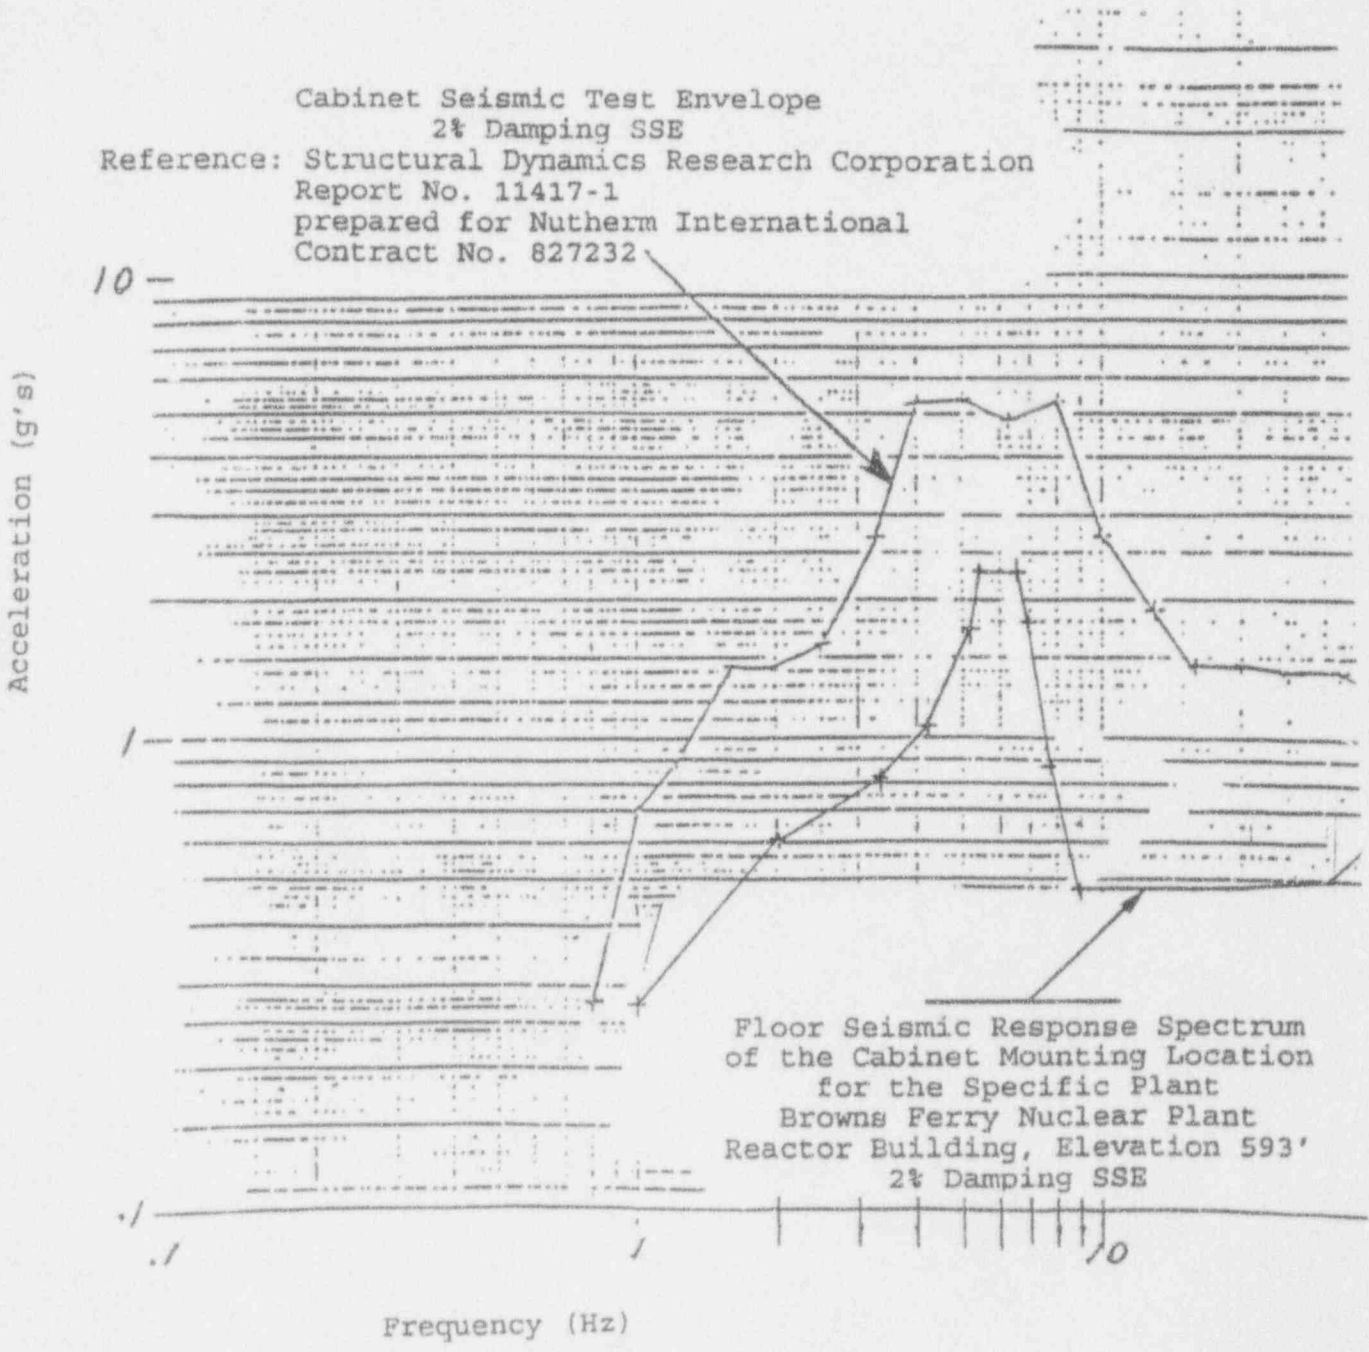 Cabinet Seismic Test Envelope
2% Damping SSE
Reference: Structural Dynamics Research Corporation
Report No. 11417-1
prepared for Nutherm International
Contract No. 827232
10
Acceleration (g's)
1
Floor Seismic Response Spectrum
of the Cabinet Mounting Location
for the Specific Plant
Browns Ferry Nuclear Plant
Reactor Building, Elevation 593'
2% Damping SSE
.1
.1
1
10
Frequency (Hz)